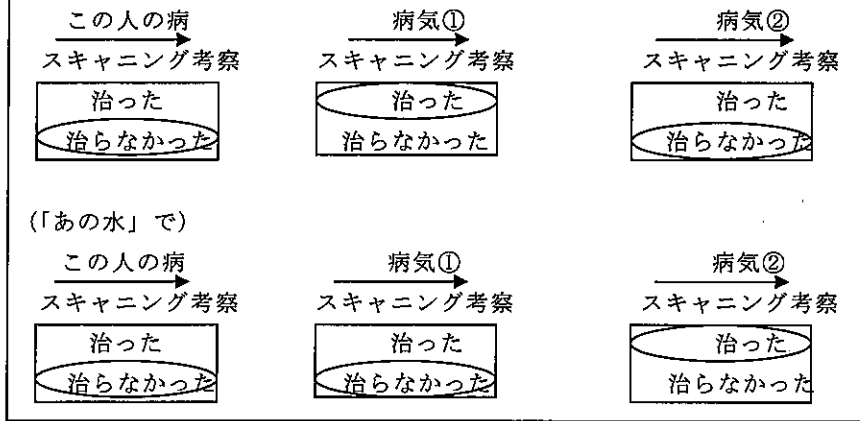 この人の病 病気① 病気②
スキャニング考察 スキャニング考察 スキャニング考察
治った 治った 治った
治らなかった 治らなかった 治らなかった
(「あの水」で)
この人の病 病気① 病気②
スキャニング考察 スキャニング考察 スキャニング考察
治った 治った 治った
治らなかった 治らなかった 治らなかった